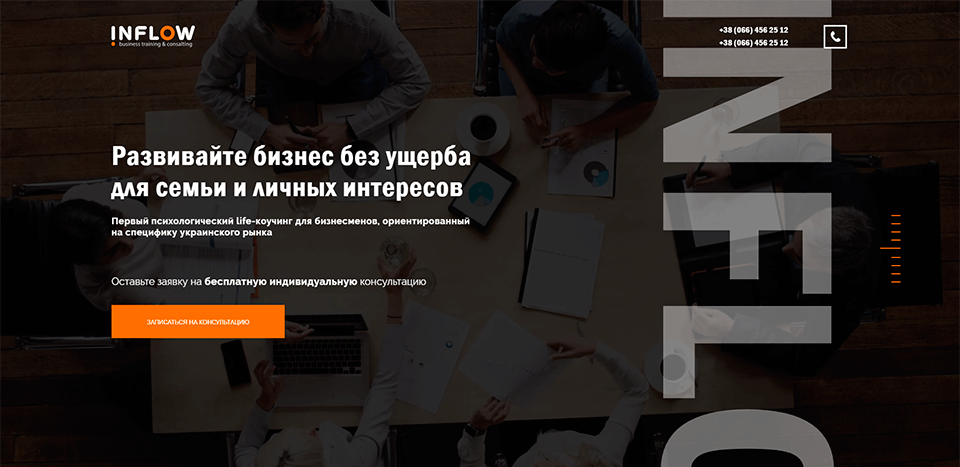 INFLOW
business training & consalting
+38 (066) 456 25 12
+38 (066) 456 25 12
Развивайте бизнес без ущерба
для семьи и личных интересов
Первый психологический life-коучинг для бизнесменов, ориентированный
на специфику украинского рынка
Оставьте заявку на бесплатную индивидуальную консультацию
ЗАПИСАТЬСЯ НА КОНСУЛЬТАЦИЮ
INFLO